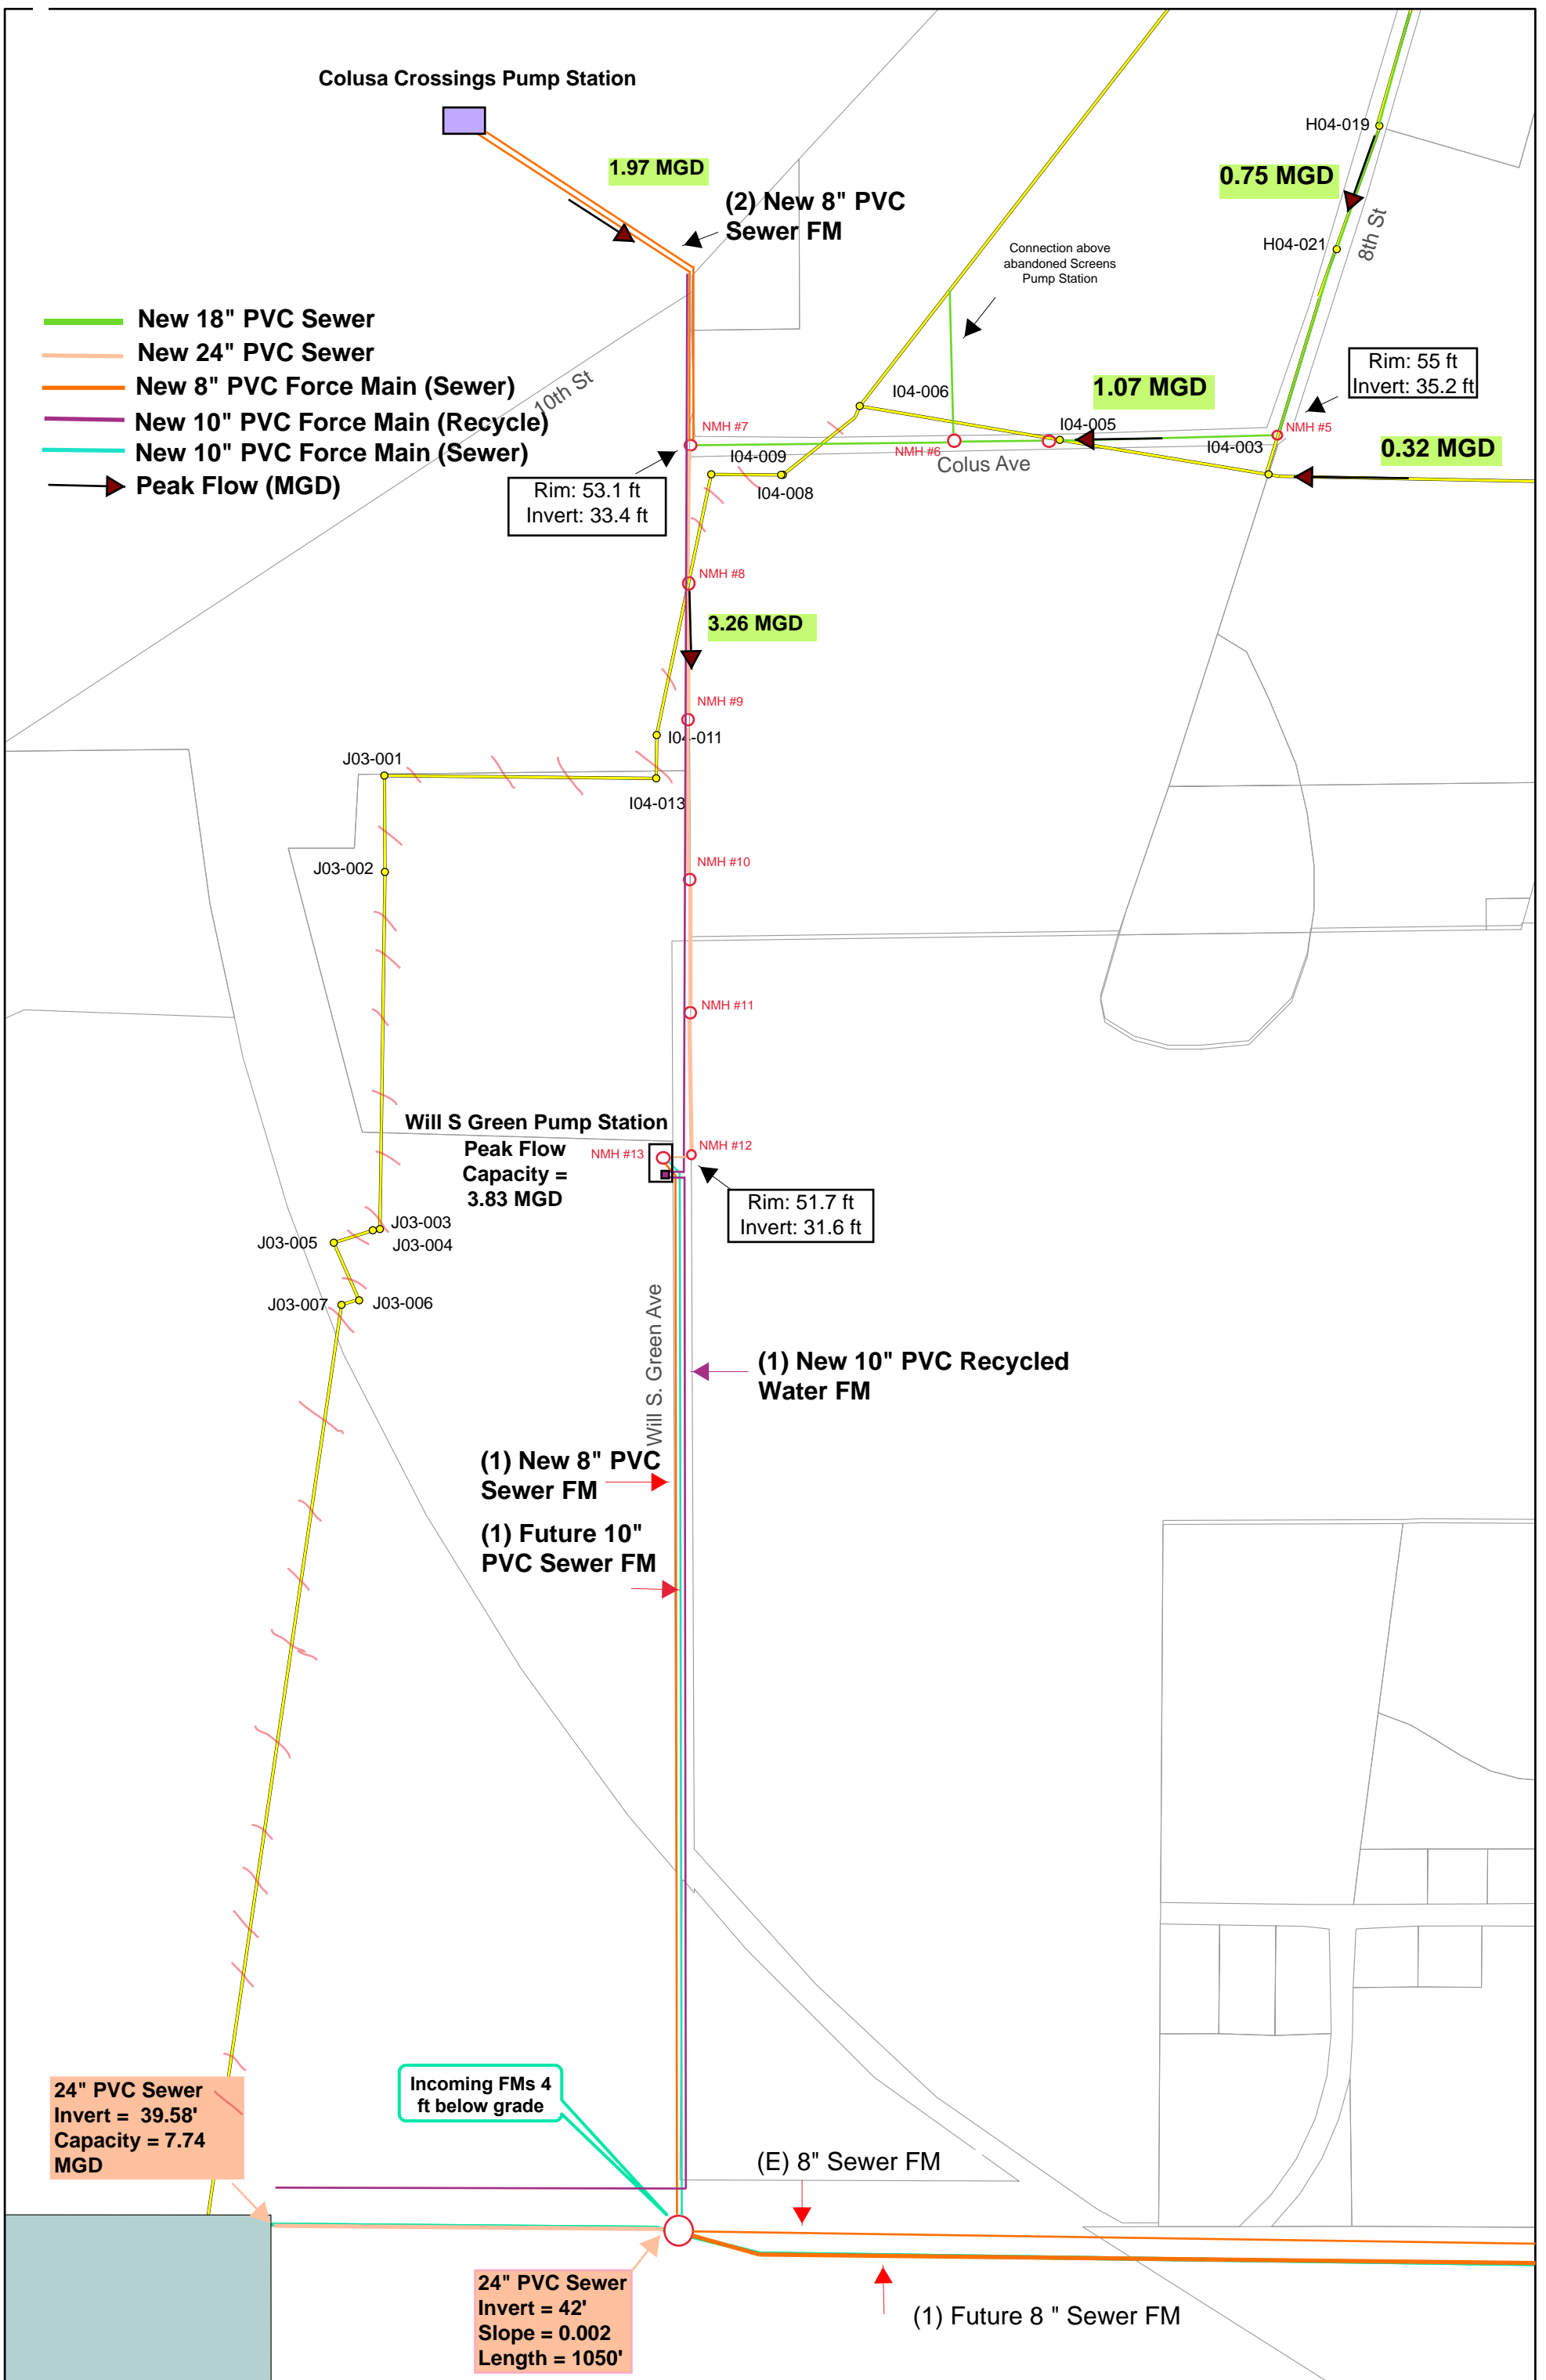 Colusa Crossings Pump Station
1.97 MGD
(2) New 8" PVC
Sewer FM
H04-019
0.75 MGD
H04-021
8th St
Connection above
abandoned Screens
Pump Station
New 18" PVC Sewer
New 24" PVC Sewer
New 8" PVC Force Main (Sewer)
New 10" PVC Force Main (Recycle)
New 10" PVC Force Main (Sewer)
Peak Flow (MGD)
10th St
Rim: 55 ft
Invert: 35.2 ft
I04-006
1.07 MGD
NMH #7
I04-005
NMH #5
NMH #6
I04-003
0.32 MGD
I04-009
Colus Ave
I04-008
Rim: 53.1 ft
Invert: 33.4 ft
NMH #8
3.26 MGD
NMH #9
I04-011
J03-001
I04-013
J03-002
NMH #10
NMH #11
Will S Green Pump Station
Peak Flow
Capacity =
3.83 MGD
NMH #13
NMH #12
Rim: 51.7 ft
Invert: 31.6 ft
J03-003
J03-005
J03-004
J03-007
J03-006
Will S. Green Ave
(1) New 10" PVC Recycled
Water FM
(1) New 8" PVC
Sewer FM
(1) Future 10"
PVC Sewer FM
24" PVC Sewer
Invert = 39.58'
Capacity = 7.74
MGD
Incoming FMs 4
ft below grade
(E) 8" Sewer FM
24" PVC Sewer
Invert = 42'
Slope = 0.002
Length = 1050'
(1) Future 8 " Sewer FM